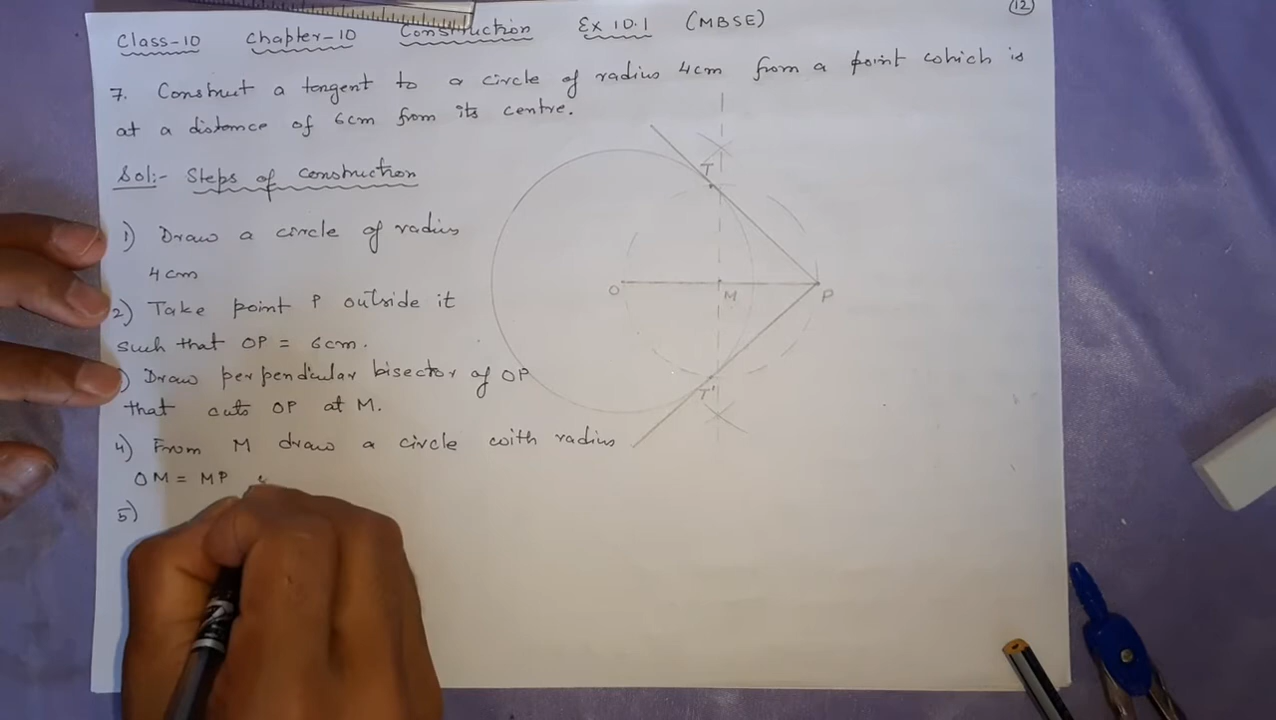 12
Class-10 Chapter-10 Construction Ex 10.1 (MBSE)
7. Construct a tangent to a circle of radius 4cm from a point which is
at a distance of 6cm from its centre.
Sol:- Steps of construction
1) Draw a circle of radius
4cm
2) Take point P outside it
such that OP = 6cm.
) Draw perpendicular bisector of OP
that cuts OP at M.
4) From M draw a circle with radius
OM = MP
5)
T
O
M
P
T'